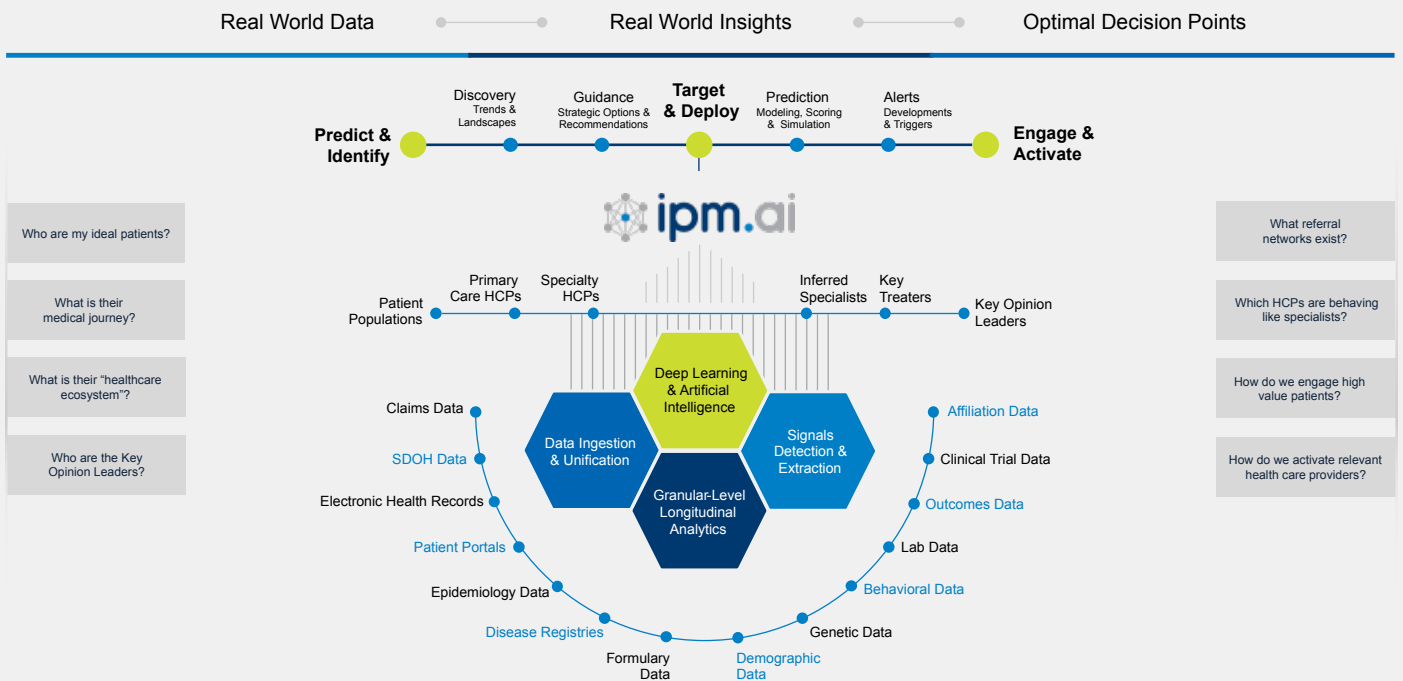 Real World Data
Real World Insights
Optimal Decision Points
Predict &
Identify
Discovery
Trends &
Landscapes
Guidance
Strategic Options &
Recommendations
Target
& Deploy
Prediction
Modeling, Scoring
& Simulation
Alerts
Developments
& Triggers
Engage &
Activate
ipm.ai
Who are my ideal patients?
What is their
medical journey?
What is their “healthcare
ecosystem”?
Who are the Key
Opinion Leaders?
Patient
Populations
Primary
Care HCPs
Specialty
HCPs
Inferred
Specialists
Key
Treaters
Key Opinion
Leaders
What referral
networks exist?
Which HCPs are behaving
like specialists?
How do we engage high
value patients?
How do we activate relevant
health care providers?
Deep Learning
& Artificial
Intelligence
Data Ingestion
& Unification
Signals
Detection &
Extraction
Granular-Level
Longitudinal
Analytics
Claims Data
SDOH Data
Electronic Health Records
Patient Portals
Epidemiology Data
Disease Registries
Formulary
Data
Demographic
Data
Genetic Data
Behavioral Data
Lab Data
Outcomes Data
Clinical Trial Data
Affiliation Data